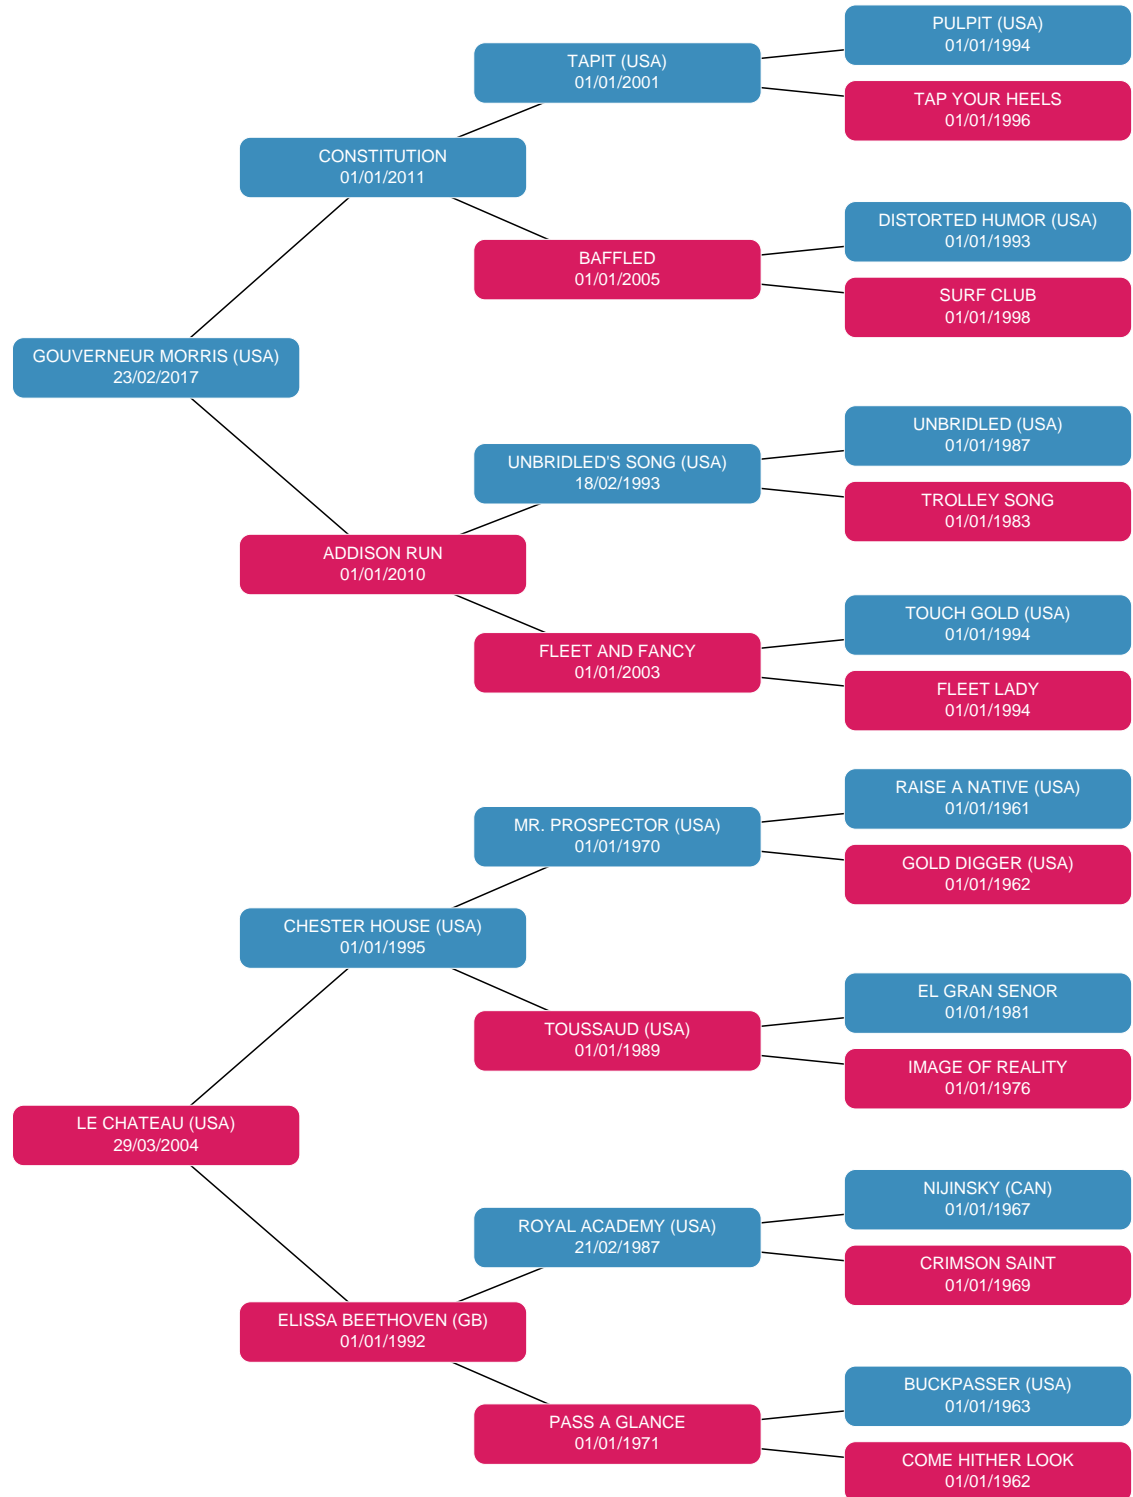 PULPIT (USA)
01/01/1994
TAPIT (USA)
01/01/2001
TAP YOUR HEELS
01/01/1996
CONSTITUTION
01/01/2011
DISTORTED HUMOR (USA)
01/01/1993
BAFFLED
01/01/2005
SURF CLUB
01/01/1998
GOUVERNEUR MORRIS (USA)
23/02/2017
UNBRIDLED (USA)
01/01/1987
UNBRIDLED'S SONG (USA)
18/02/1993
TROLLEY SONG
01/01/1983
ADDISON RUN
01/01/2010
TOUCH GOLD (USA)
01/01/1994
FLEET AND FANCY
01/01/2003
FLEET LADY
01/01/1994
RAISE A NATIVE (USA)
01/01/1961
MR. PROSPECTOR (USA)
01/01/1970
GOLD DIGGER (USA)
01/01/1962
CHESTER HOUSE (USA)
01/01/1995
EL GRAN SENOR
01/01/1981
TOUSSAUD (USA)
01/01/1989
IMAGE OF REALITY
01/01/1976
LE CHATEAU (USA)
29/03/2004
NIJINSKY (CAN)
01/01/1967
ROYAL ACADEMY (USA)
21/02/1987
CRIMSON SAINT
01/01/1969
ELISSA BEETHOVEN (GB)
01/01/1992
BUCKPASSER (USA)
01/01/1963
PASS A GLANCE
01/01/1971
COME HITHER LOOK
01/01/1962